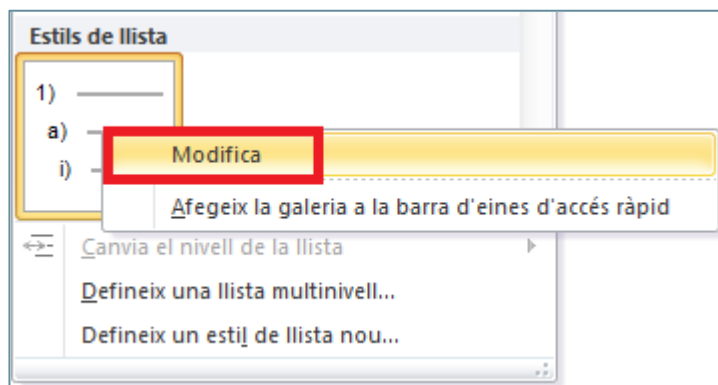 Estils de llista
1)
a)
i)
Modifica
Afegeix la galeria a la barra d'eines d'accés ràpid
Canvia el nivell de la llista
Defineix una llista multinivell...
Defineix un estil de llista nou...